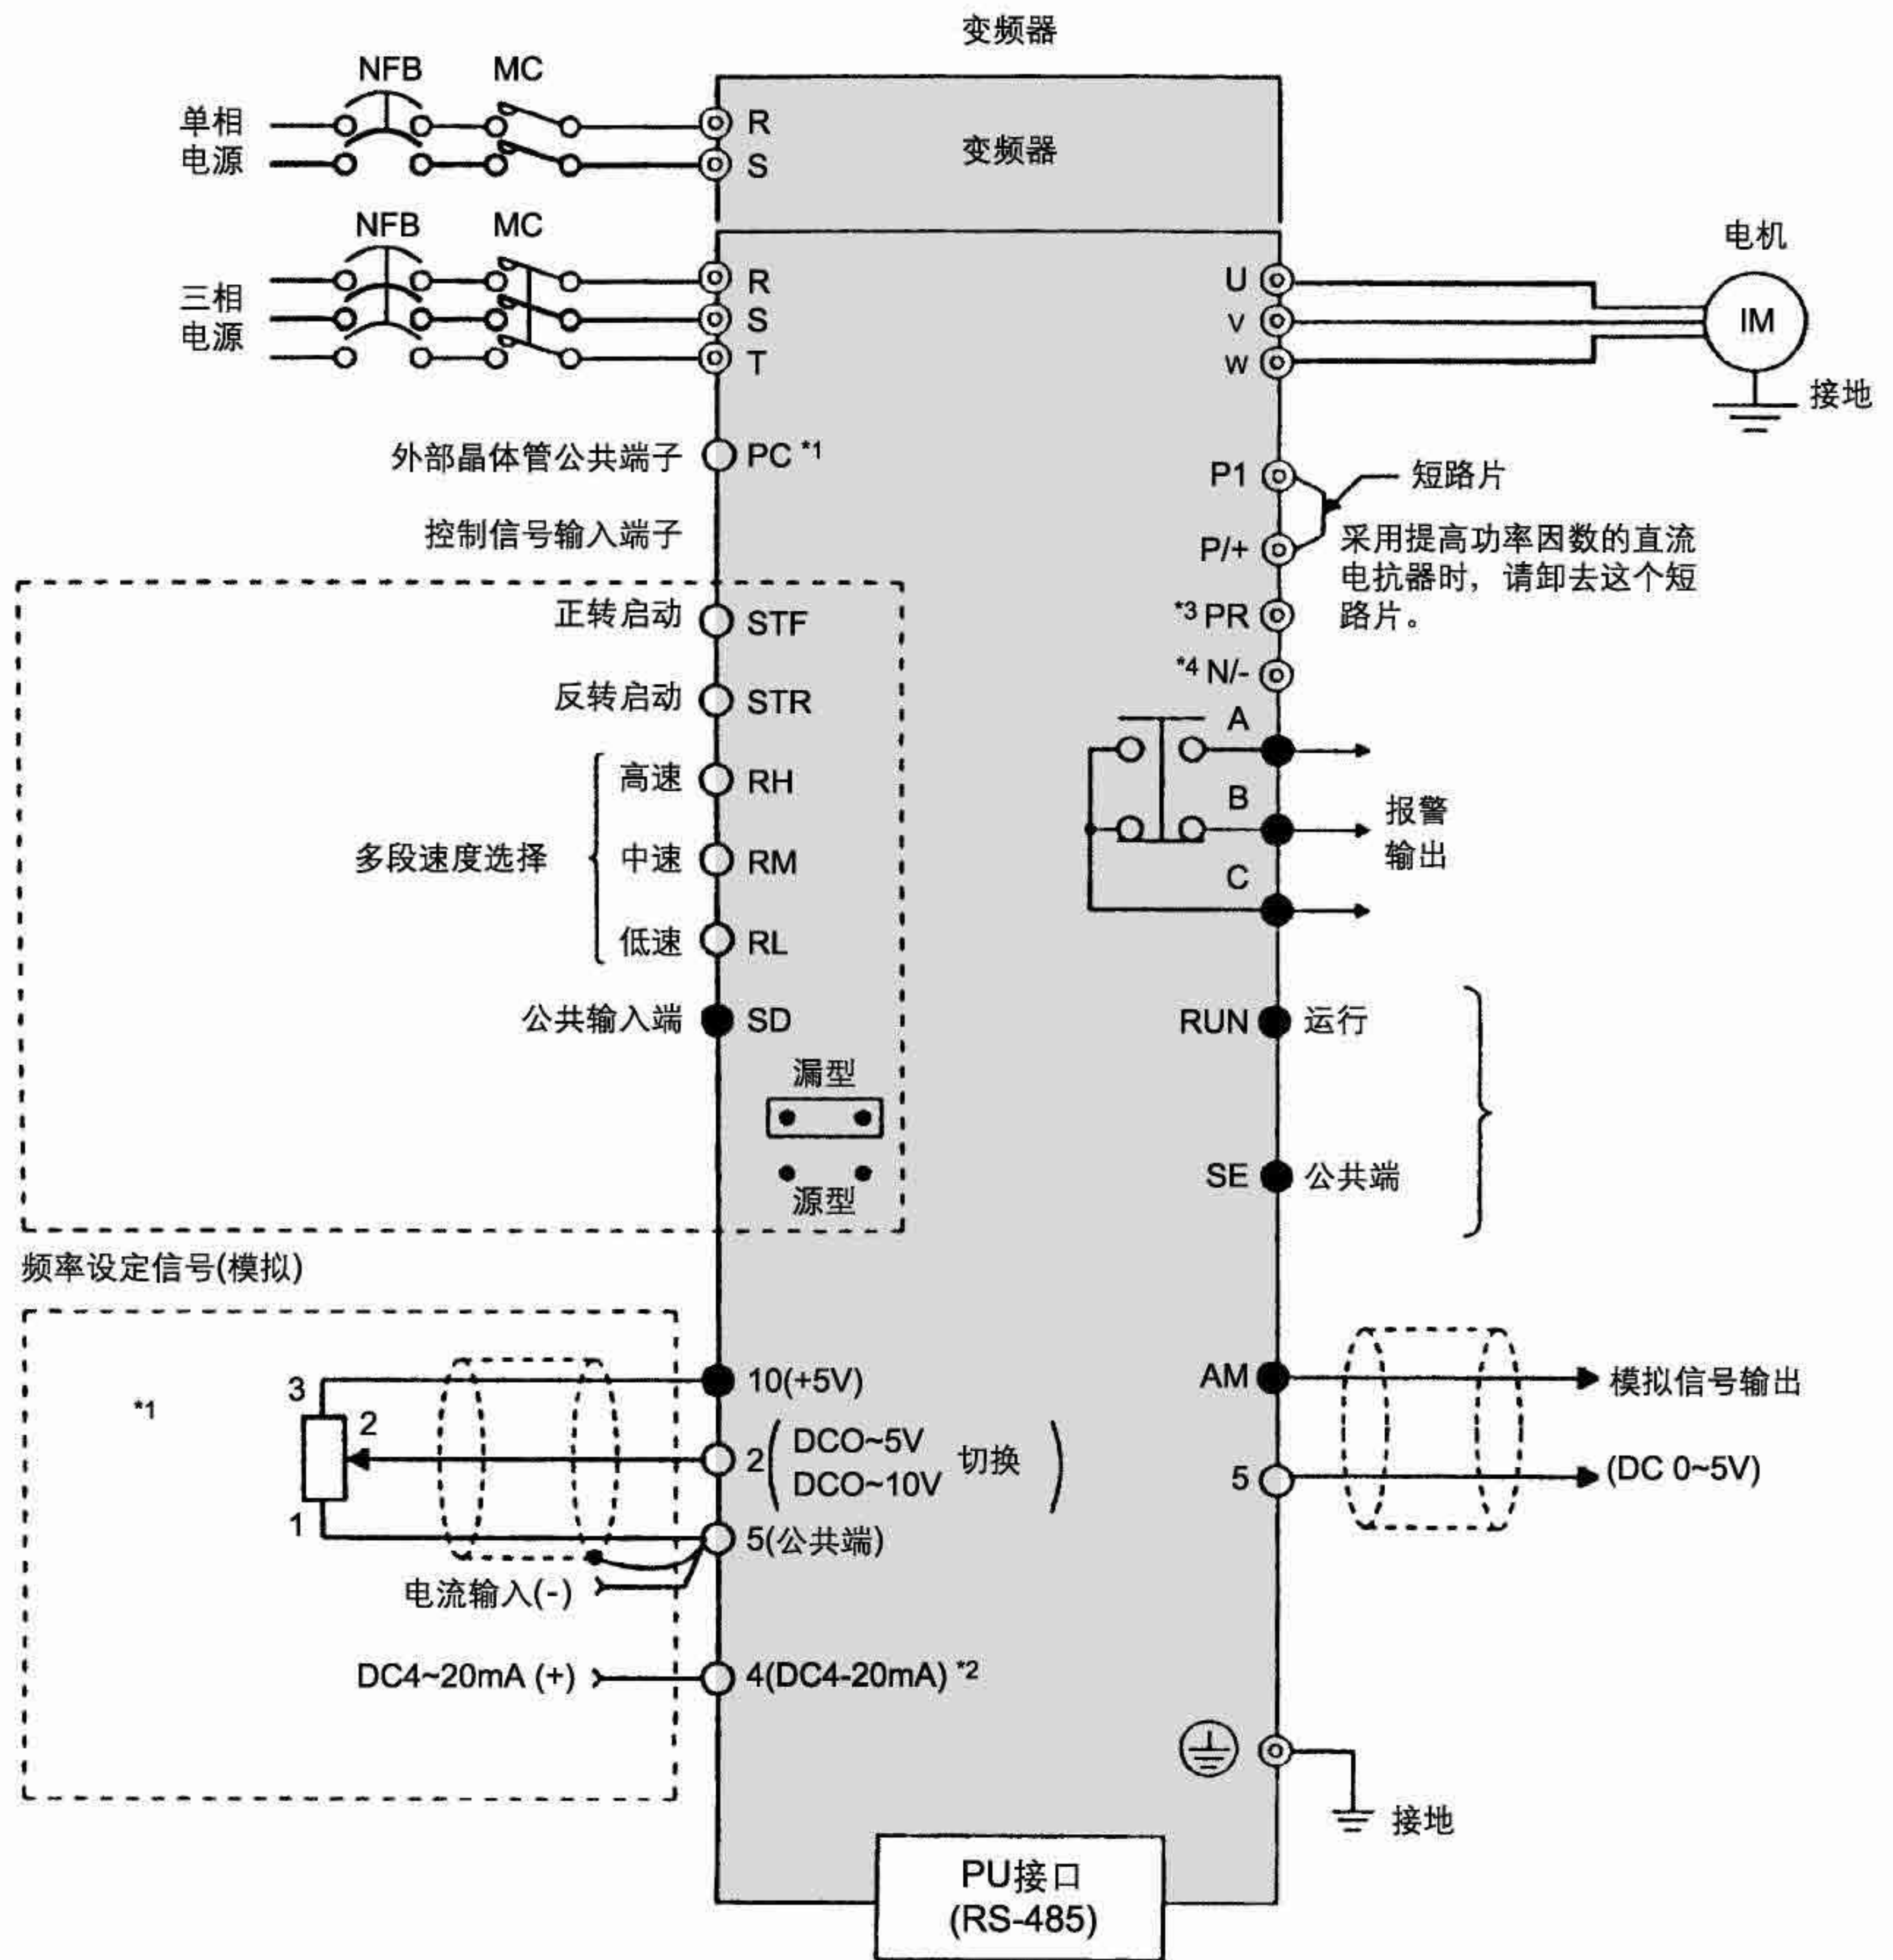 变频器
NFB MC
单相
电源
R
S
变频器
NFB MC
三相
电源
R
S
T
U
V
W
电机
IM
接地
外部晶体管公共端子
PC *1
控制信号输入端子
P1
短路片
P/+
采用提高功率因数的直流
电抗器时，请卸去这个短
路片。
*3 PR
*4 N/-
正转启动 STF
反转启动 STR
多段速度选择
高速 RH
中速 RM
低速 RL
公共输入端 SD
漏型
源型
A
B
C
报警
输出
RUN 运行
SE 公共端
频率设定信号(模拟)
*1
3
2
1
10(+5V)
2
DCO~5V
DCO~10V
切换
5(公共端)
电流输入(-)
DC4~20mA (+) 4(DC4-20mA) *2
AM 模拟信号输出
5 (DC 0~5V)
接地
PU接口
(RS-485)